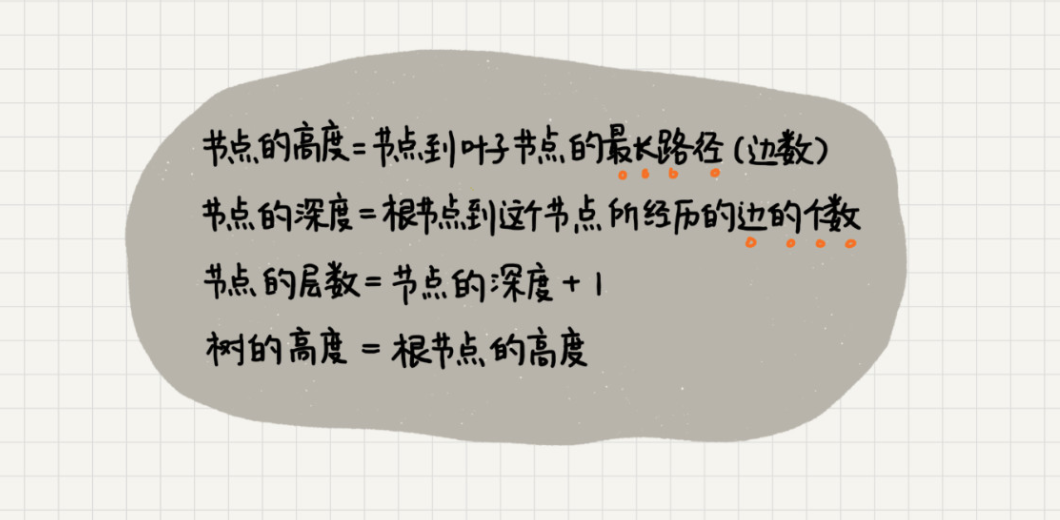 节点的高度=节点到叶子节点的最长路径(边数)
节点的深度=根节点到这个节点所经历的边的个数
节点的层数=节点的深度+1
树的高度=根节点的高度